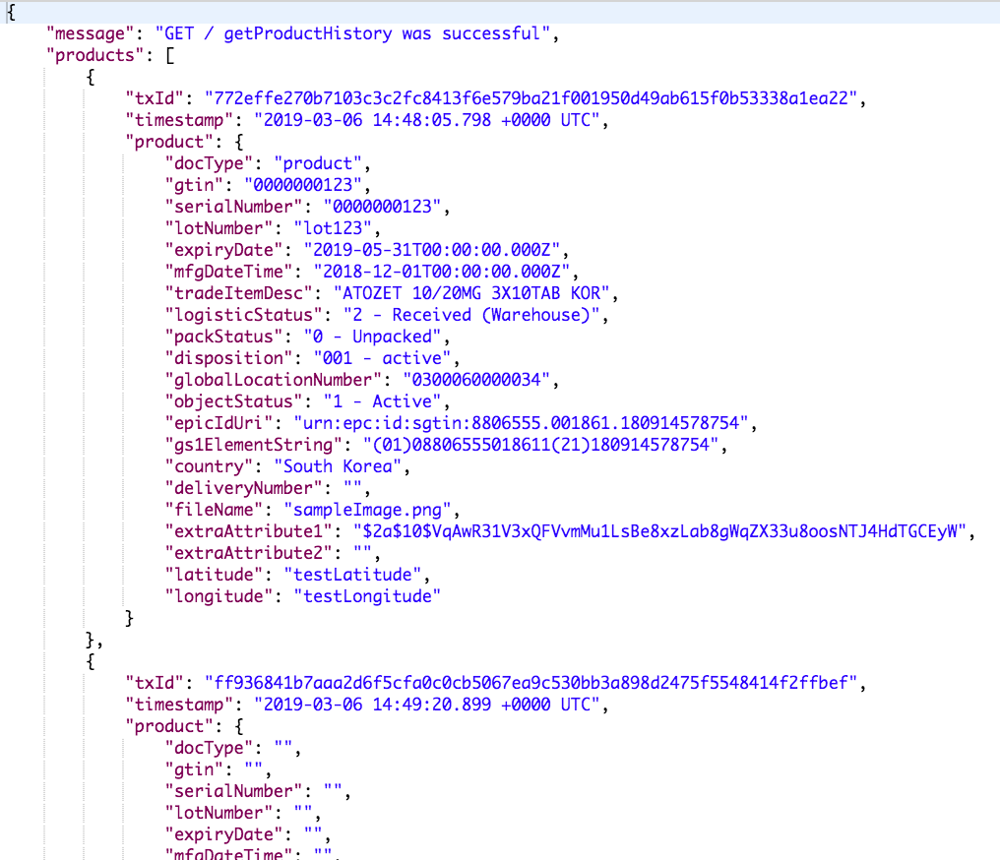 {
"message": "GET / getProductHistory was successful",
"products": [
{
"txId": "772effe270b7103c3c2fc8413f6e579ba21f001950d49ab615f0b53338a1ea22",
"timestamp": "2019-03-06 14:48:05.798 +0000 UTC",
"product": {
"docType": "product",
"gtin": "0000000123",
"serialNumber": "0000000123",
"lotNumber": "lot123",
"expiryDate": "2019-05-31T00:00:00.000Z",
"mfgDateTime": "2018-12-01T00:00:00.000Z",
"tradeItemDesc": "ATOZET 10/20MG 3X10TAB KOR",
"logisticStatus": "2 - Received (Warehouse)",
"packStatus": "0 - Unpacked",
"disposition": "001 - active",
"globalLocationNumber": "0300060000034",
"objectStatus": "1 - Active",
"epicIdUri": "urn:epc:id:sgtin:8806555.001861.180914578754",
"gs1ElementString": "(01)08806555018611(21)180914578754",
"country": "South Korea",
"deliveryNumber": "",
"fileName": "sampleImage.png",
"extraAttribute1": "$2a$10$VqAwR31V3xQFVvmMu1LsBe8xzLab8gWqZX33u8oosNTJ4HdTGCEyW",
"extraAttribute2": "",
"latitude": "testLatitude",
"longitude": "testLongitude"
}
},
{
"txId": "ff936841b7aaa2d6f5cfa0c0cb5067ea9c530bb3a898d2475f5548414f2ffbef",
"timestamp": "2019-03-06 14:49:20.899 +0000 UTC",
"product": {
"docType": "",
"gtin": "",
"serialNumber": "",
"lotNumber": "",
"expiryDate": "",
"mfgDateTime": "",